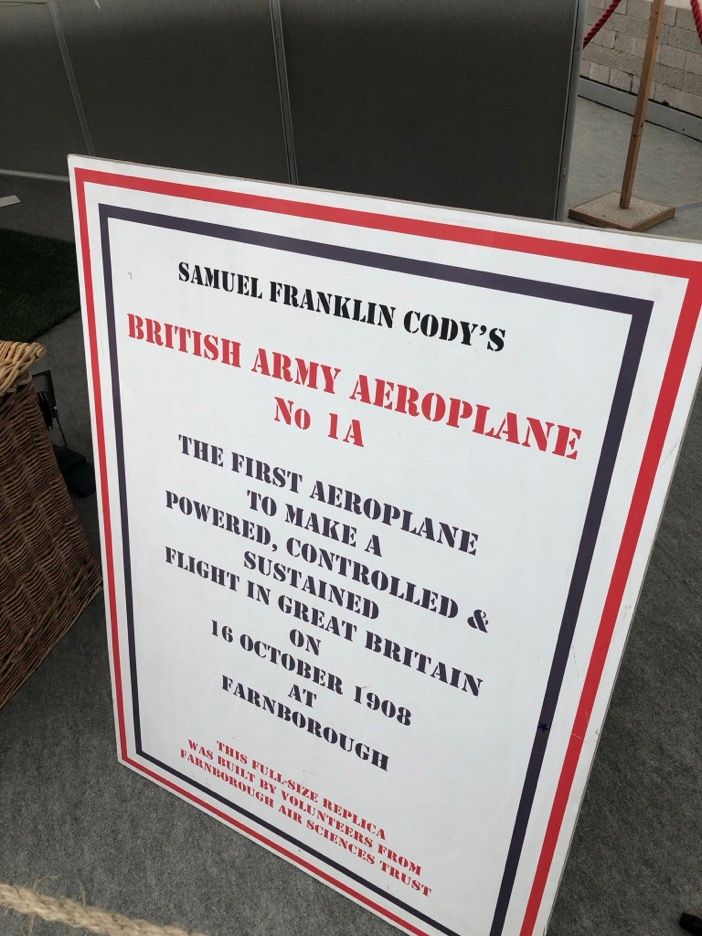 SAMUEL FRANKLIN CODY'S
BRITISH ARMY AEROPLANE
No 1A
THE FIRST AEROPLANE
TO MAKE A
POWERED, CONTROLLED &
SUSTAINED
FLIGHT IN GREAT BRITAIN
ON
16 OCTOBER 1908
AT
FARNBOROUGH
THIS FULL-SIZE REPLICA
WAS BUILT BY VOLUNTEERS FROM
FARNBOROUGH AIR SCIENCES TRUST